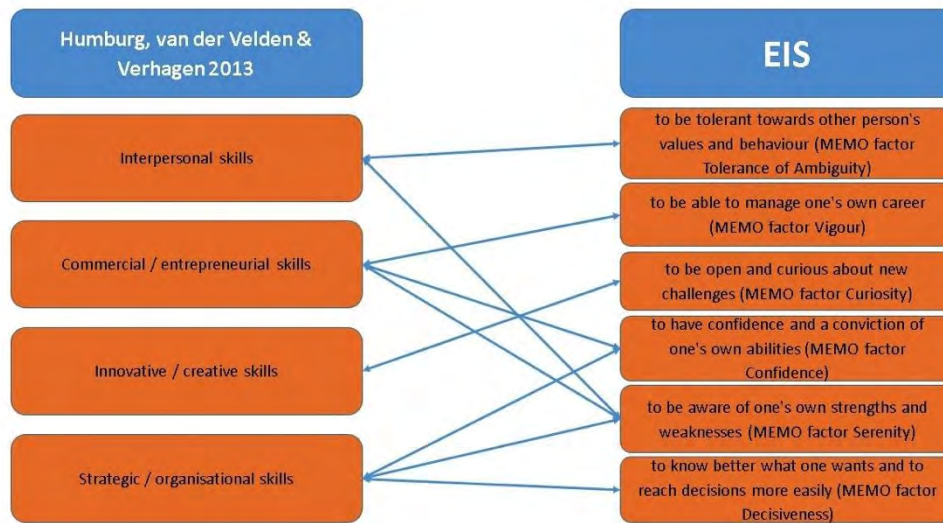 Humburg, van der Velden &
Verhagen 2013
Interpersonal skills
Commercial / entrepreneurial skills
Innovative / creative skills
Strategic / organisational skills
EIS
to be tolerant towards other person's
values and behaviour (MEMO factor
Tolerance of Ambiguity)
to be able to manage one's own career
(MEMO factor Vigour)
to be open and curious about new
challenges (MEMO factor Curiosity)
to have confidence and a conviction of
one's own abilities (MEMO factor
Confidence)
to be aware of one's own strengths and
weaknesses (MEMO factor Serenity)
to know better what one wants and to
reach decisions more easily (MEMO factor
Decisiveness)